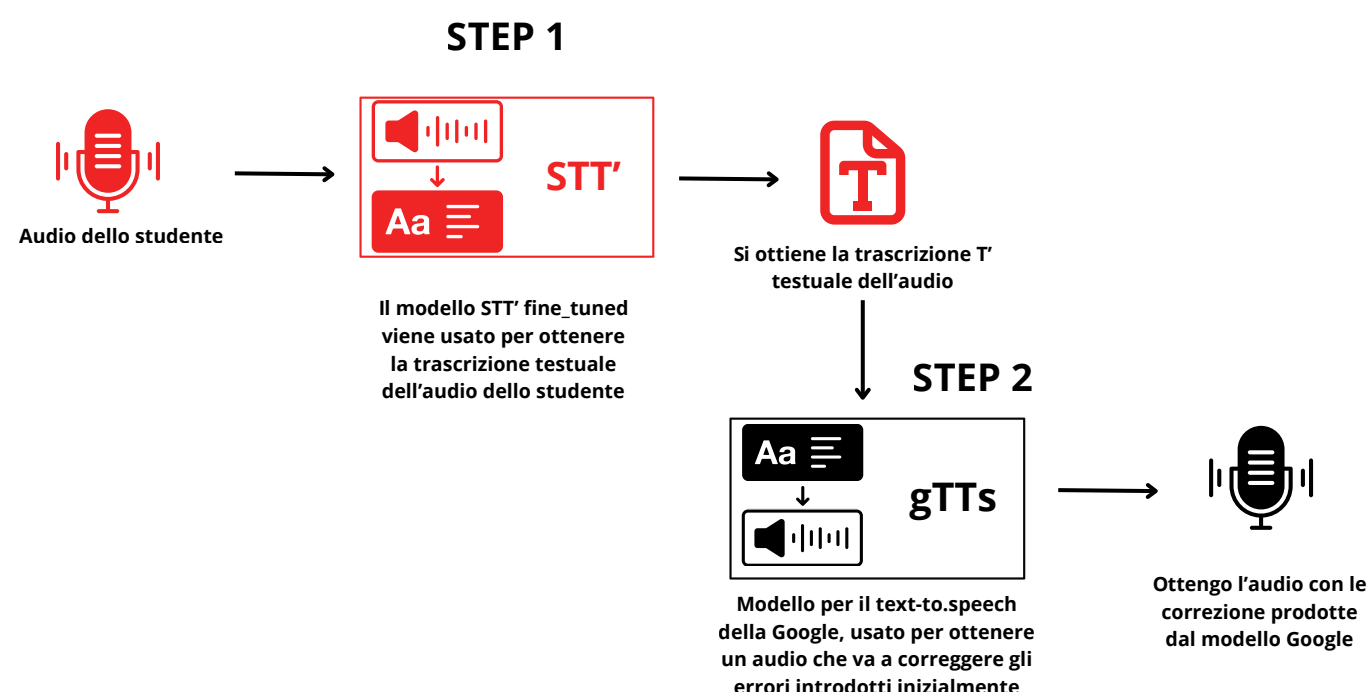 STEP 1
Aa
STT’
T
Audio dello studente
Il modello STT’ fine_tuned
viene usato per ottenere
la trascrizione testuale
dell’audio dello studente
Si ottiene la trascrizione T’
testuale dell’audio
STEP 2
Aa
gTTs
Modello per il text-to.speech
della Google, usato per ottenere
un audio che va a correggere gli
errori introdotti inizialmente
Ottengo l’audio con le
correzione prodotte
dal modello Google